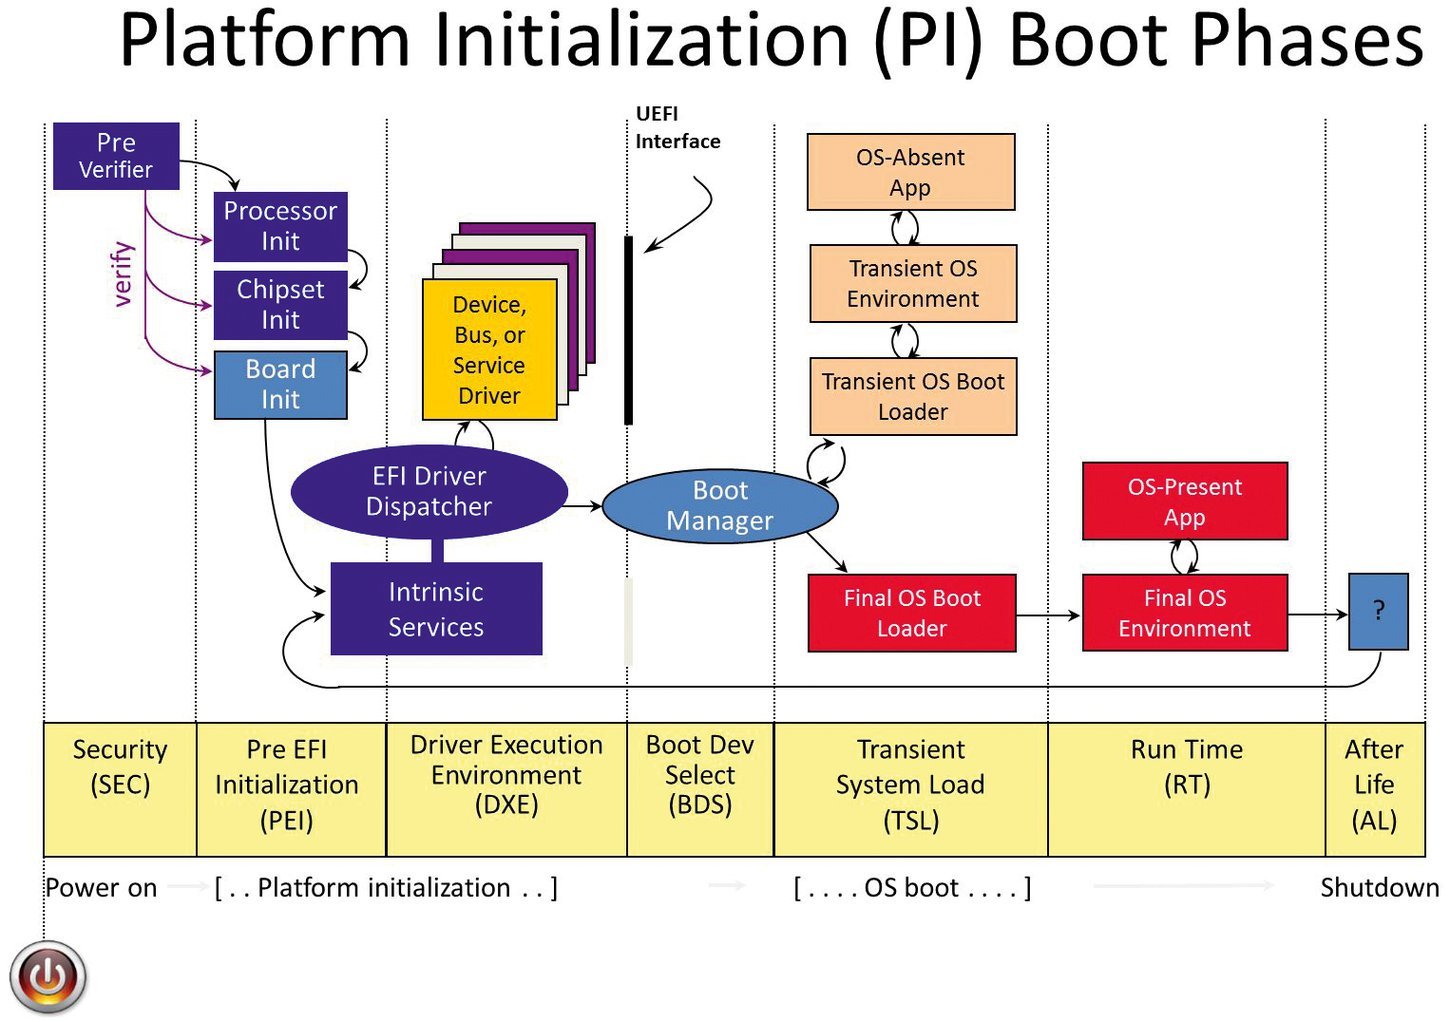 Platform Initialization (PI) Boot Phases
UEFI
Interface
Pre
Verifier
verify
Processor
Init
Chipset
Init
Board
Init
Device,
Bus, or
Service
Driver
EFI Driver
Dispatcher
Intrinsic
Services
Boot
Manager
OS-Absent
App
Transient OS
Environment
Transient OS Boot
Loader
Final OS Boot
Loader
OS-Present
App
Final OS
Environment
?
Security
(SEC)
Pre EFI
Initialization
(PEI)
Driver Execution
Environment
(DXE)
Boot Dev
Select
(BDS)
Transient
System Load
(TSL)
Run Time
(RT)
After
Life
(AL)
Power on
[ . . Platform initialization . . ]
[ . . . . OS boot . . . . ]
Shutdown